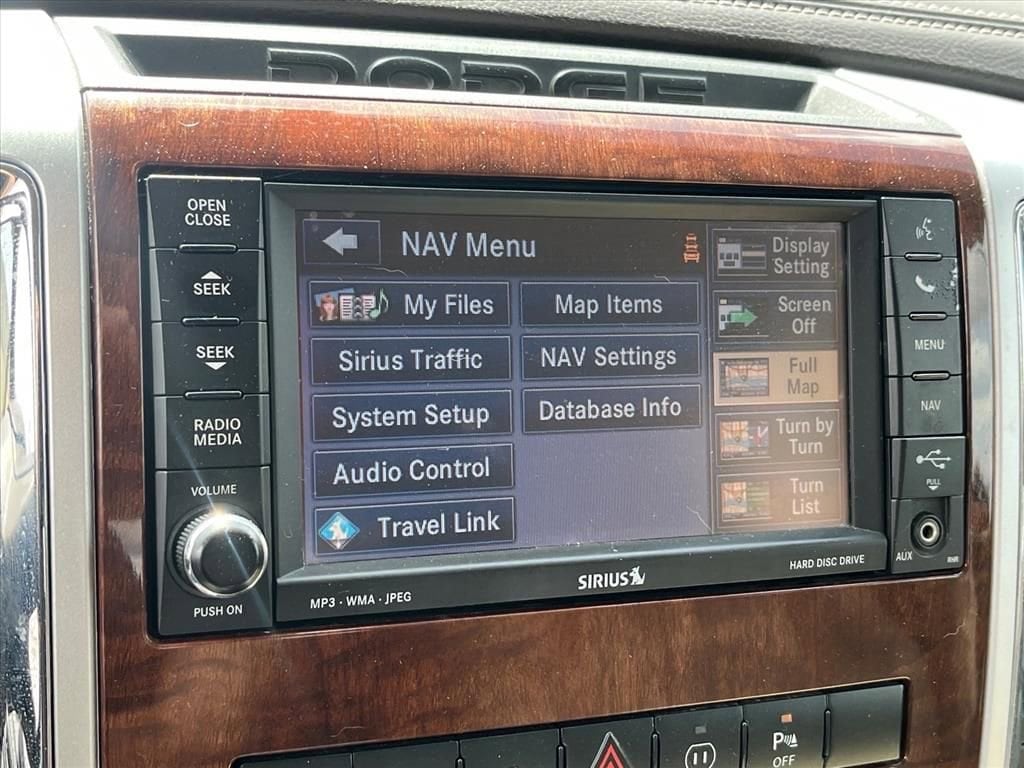 DODGE
OPEN
CLOSE
SEEK
SEEK
RADIO
MEDIA
VOLUME
PUSH ON
NAV Menu
My Files
Map Items
Sirius Traffic
NAV Settings
System Setup
Database Info
Audio Control
Travel Link
Display
Setting
Screen
Off
Full
Map
Turn by
Turn
Turn
List
MENU
NAV
PULL
AUX
RHR
MP3 · WMA · JPEG
SIRIUS
HARD DISC DRIVE
P
OFF